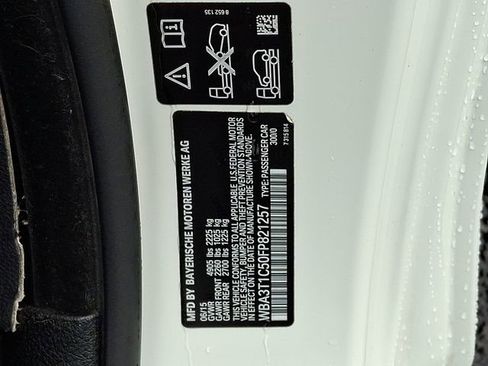 8 652 135
MFD BY BAYERISCHE MOTOREN WERKE AG
06/15
GVWR 4905 lbs 2225 kg
GAWR FRONT 2260 lbs 1025 kg
GAWR REAR 2700 lbs 1225 kg
THIS VEHICLE CONFORMS TO ALL APPLICABLE U.S.FEDERAL MOTOR
VEHICLE SAFETY, BUMPER AND THEFT PREVENTION STANDARDS
IN EFFECT ON THE DATE OF MANUFACTURE SHOWN ABOVE.
WBA3T1C50FP821257 TYPE: PASSENGER CAR
300/0
7 315 814